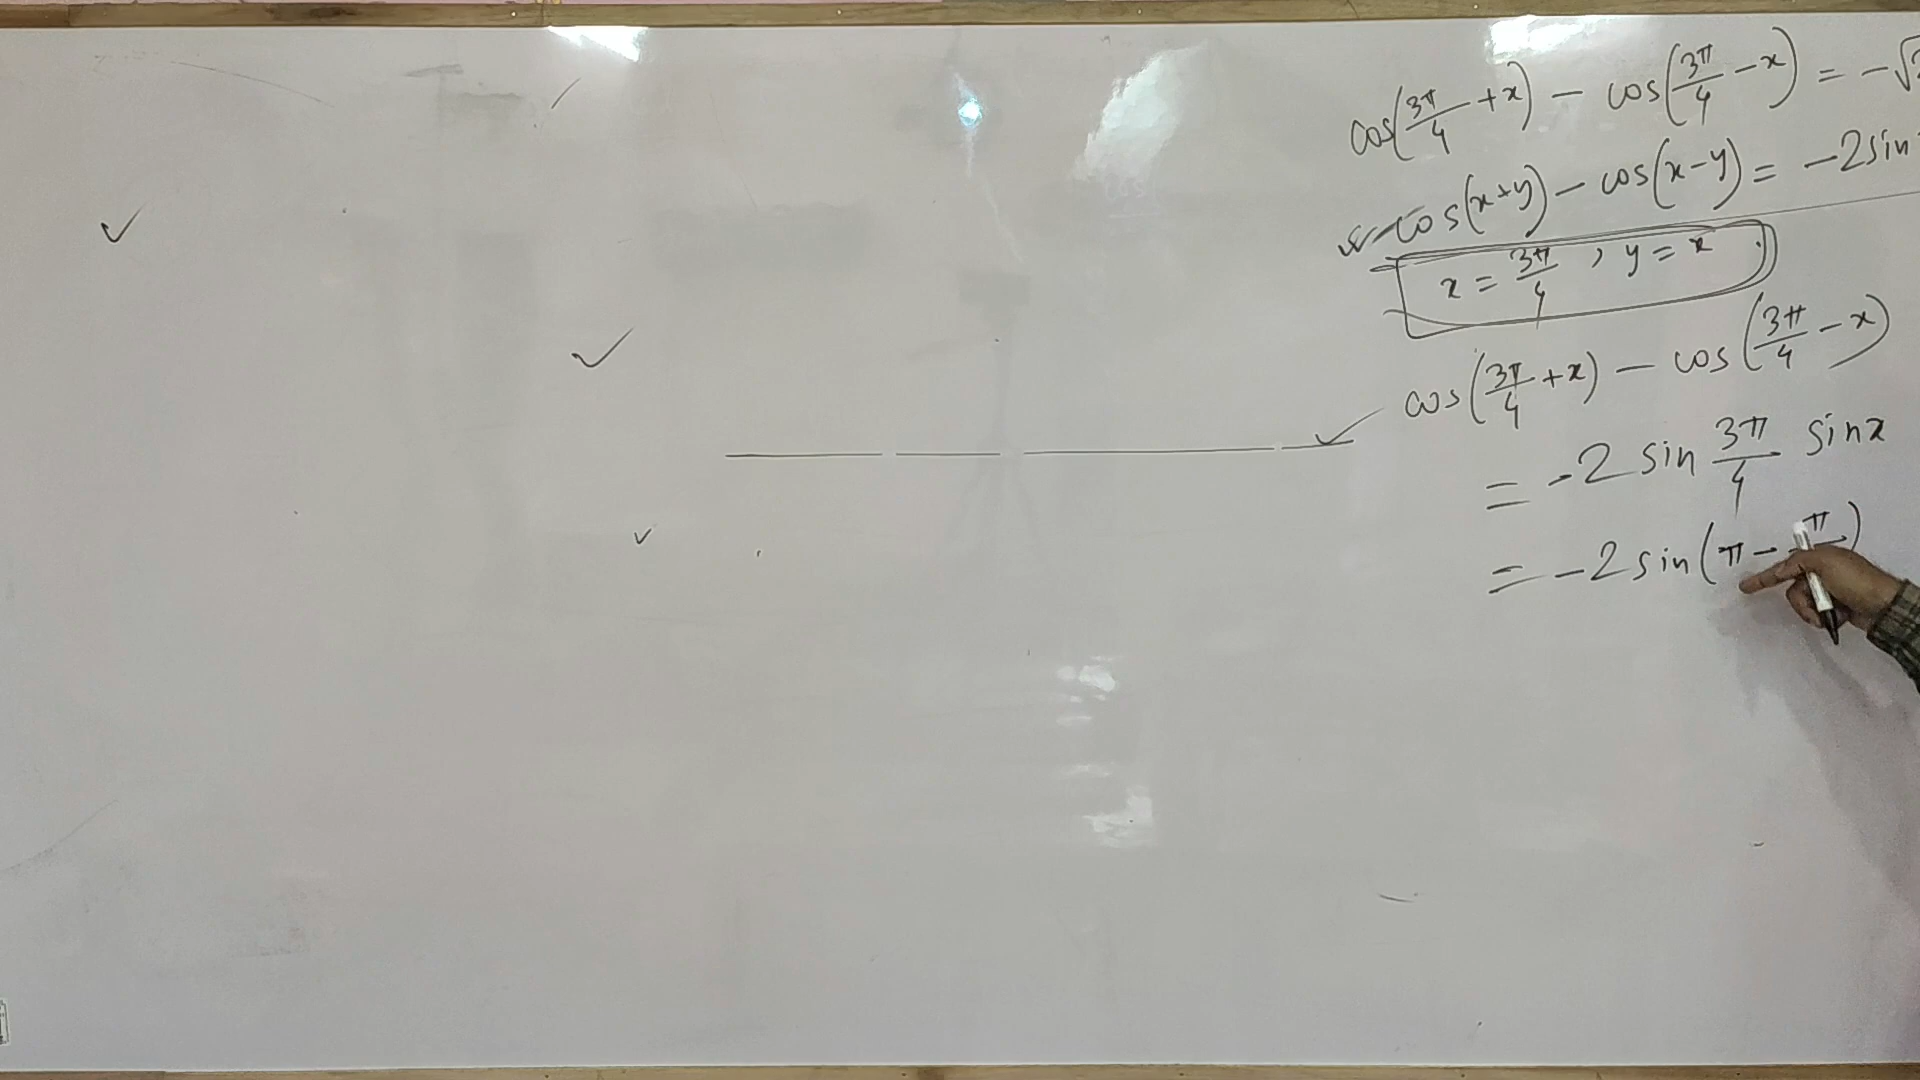 cos(3π/4 + x) − cos(3π/4 − x) = −√
cos(x+y) − cos(x−y) = −2sin
x = 3π/4 , y = x
cos(3π/4 + x) − cos(3π/4 − x)
= −2 sin 3π/4 sinx
= −2 sin(π − π)